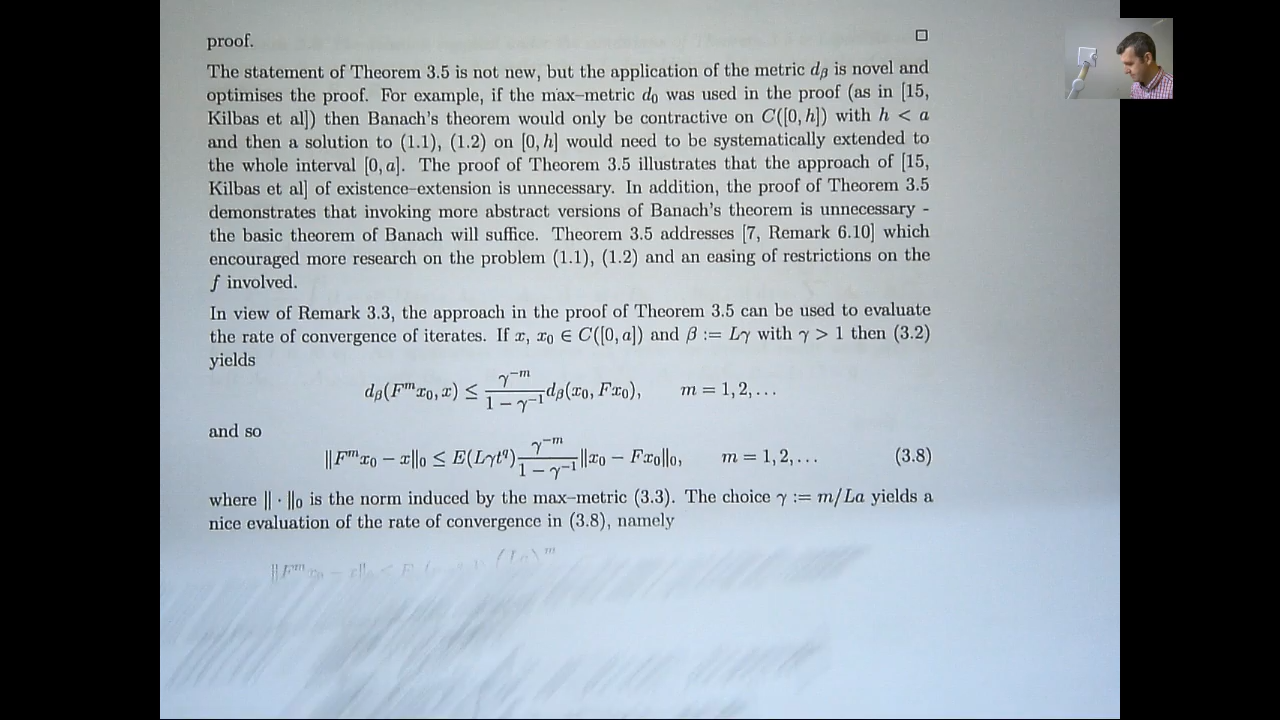 proof. □
The statement of Theorem 3.5 is not new, but the application of the metric d_β is novel and
optimises the proof. For example, if the max–metric d₀ was used in the proof (as in [15,
Kilbas et al]) then Banach's theorem would only be contractive on C([0, h]) with h < a
and then a solution to (1.1), (1.2) on [0, h] would need to be systematically extended to
the whole interval [0, a]. The proof of Theorem 3.5 illustrates that the approach of [15,
Kilbas et al] of existence–extension is unnecessary. In addition, the proof of Theorem 3.5
demonstrates that invoking more abstract versions of Banach's theorem is unnecessary -
the basic theorem of Banach will suffice. Theorem 3.5 addresses [7, Remark 6.10] which
encouraged more research on the problem (1.1), (1.2) and an easing of restrictions on the
f involved.
In view of Remark 3.3, the approach in the proof of Theorem 3.5 can be used to evaluate
the rate of convergence of iterates. If x, x₀ ∈ C([0, a]) and β := Lγ with γ > 1 then (3.2)
yields
d_β(F^m x₀, x) ≤ γ^{-m}/(1 − γ^{-1}) d_β(x₀, Fx₀), m = 1, 2, ...
and so
‖F^m x₀ − x‖₀ ≤ E(Lγt^q) γ^{-m}/(1 − γ^{-1}) ‖x₀ − Fx₀‖₀, m = 1, 2, ... (3.8)
where ‖ · ‖₀ is the norm induced by the max–metric (3.3). The choice γ := m/La yields a
nice evaluation of the rate of convergence in (3.8), namely